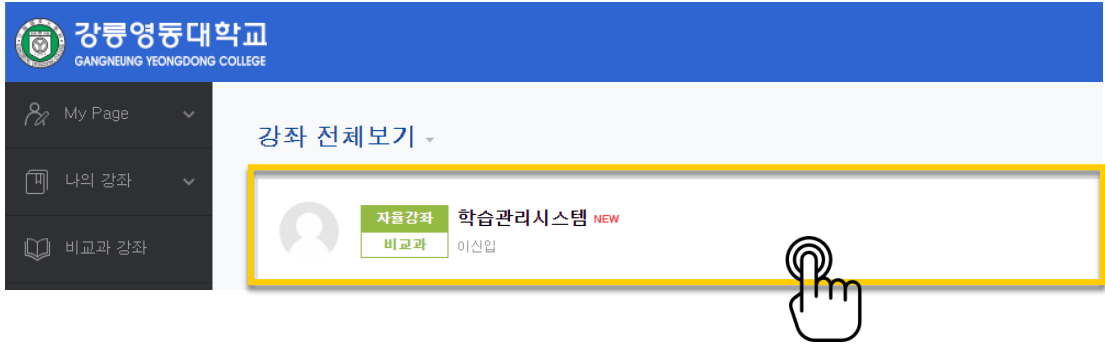 강릉영동대학교
GANGNEUNG YEONGDONG COLLEGE
My Page
나의 강좌
비교과 강좌
강좌 전체보기
자율강좌 학습관리시스템 NEW
비교과 이신입